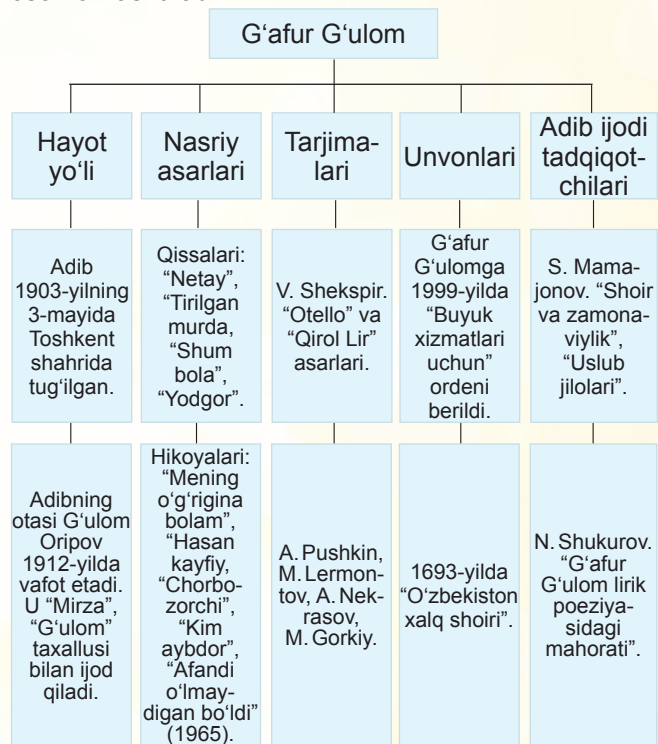 G‘afur G‘ulom
Hayot
yo‘li
Nasriy
asarlari
Tarjima-
lari
Unvonlari
Adib ijodi
tadqiqot-
chilari
Adib
1903-yilning
3-mayida
Toshkent
shahrida
tug‘ilgan.
Qissalari:
“Netay”,
“Tirilgan
murda,
“Shum
bola”,
“Yodgor”.
V. Shekspir.
“Otello” va
“Qirol Lir”
asarlari.
G‘afur
G‘ulomga
1999-yilda
“Buyuk
xizmatlari
uchun”
ordeni
berildi.
S. Mama-
jonov. “Shoir
va zamona-
viylik”,
“Uslub
jilolari”.
Adibning
otasi G‘ulom
Oripov
1912-yilda
vafot etadi.
U “Mirza”,
“G‘ulom”
taxallusi
bilan ijod
qiladi.
Hikoyalari:
“Mening
o‘g‘rigina
bolam”,
“Hasan
kayfiy,
“Chorbo-
zorchi”,
“Kim
aybdor”,
“Afandi
o‘lmay-
digan bo‘ldi”
(1965).
A. Pushkin,
M. Lermon-
tov, A. Nek-
rasov,
M. Gorkiy.
1693-yilda
“O‘zbekiston
xalq shoiri”.
N. Shukurov.
“G‘afur
G‘ulom lirik
poeziya-
sidagi
mahorati”.